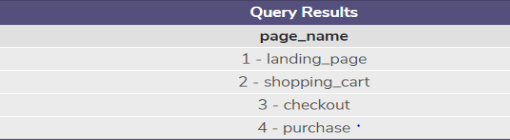 Query Results
page_name
1 - landing_page
2 - shopping_cart
3 - checkout
4 - purchase